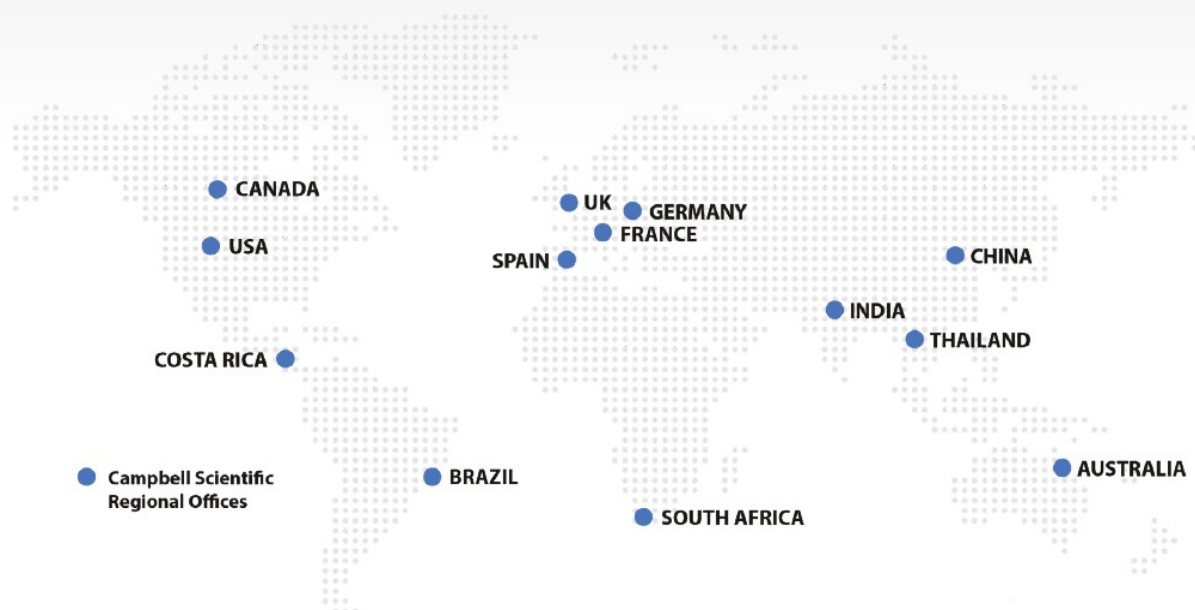 CANADA
UK
GERMANY
FRANCE
USA
SPAIN
CHINA
INDIA
THAILAND
COSTA RICA
Campbell Scientific
Regional Offices
BRAZIL
AUSTRALIA
SOUTH AFRICA